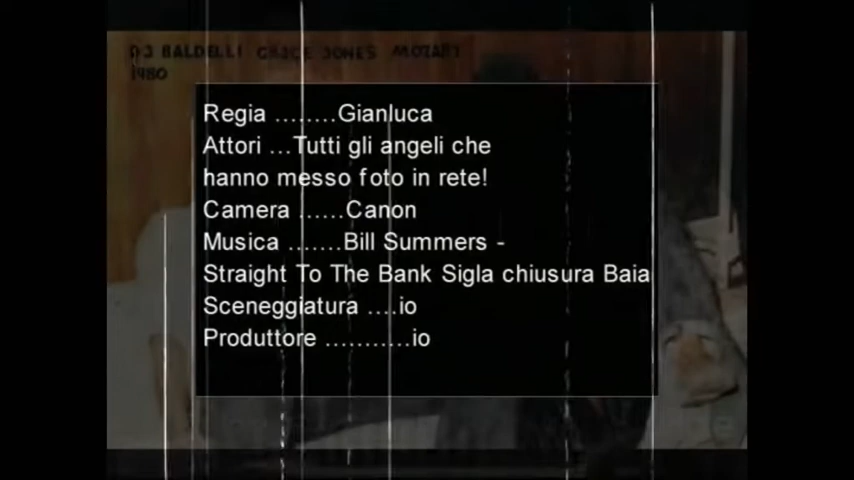 DJ BALDELLI GRACE JONES MOZART
1980
Regia ........Gianluca
Attori ...Tutti gli angeli che
hanno messo foto in rete!
Camera ......Canon
Musica .......Bill Summers -
Straight To The Bank Sigla chiusura Baia
Sceneggiatura ....io
Produttore ...........io